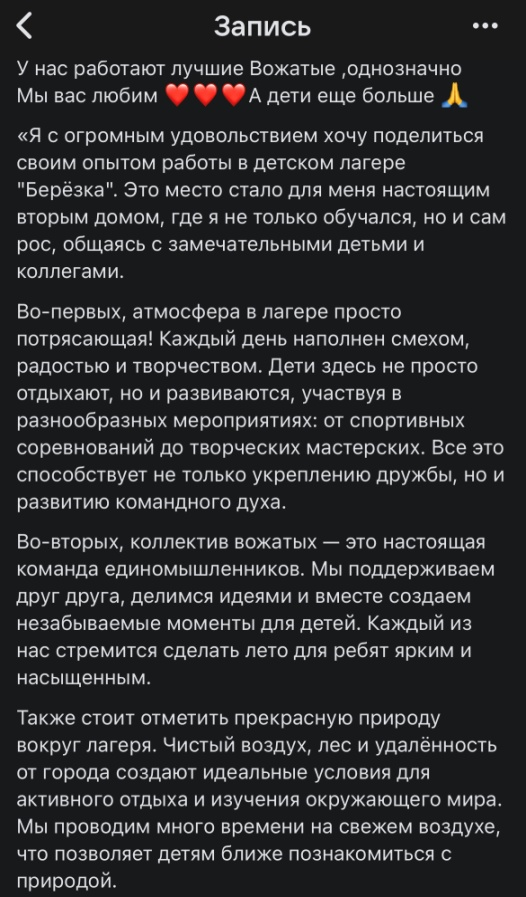 Запись
У нас работают лучшие Вожатые ,однозначно
Мы вас любим ❤️❤️❤️А дети еще больше 🙏
«Я с огромным удовольствием хочу поделиться
своим опытом работы в детском лагере
"Берёзка". Это место стало для меня настоящим
вторым домом, где я не только обучался, но и сам
рос, общаясь с замечательными детьми и
коллегами.
Во-первых, атмосфера в лагере просто
потрясающая! Каждый день наполнен смехом,
радостью и творчеством. Дети здесь не просто
отдыхают, но и развиваются, участвуя в
разнообразных мероприятиях: от спортивных
соревнований до творческих мастерских. Все это
способствует не только укреплению дружбы, но и
развитию командного духа.
Во-вторых, коллектив вожатых — это настоящая
команда единомышленников. Мы поддерживаем
друг друга, делимся идеями и вместе создаем
незабываемые моменты для детей. Каждый из
нас стремится сделать лето для ребят ярким и
насыщенным.
Также стоит отметить прекрасную природу
вокруг лагеря. Чистый воздух, лес и удалённость
от города создают идеальные условия для
активного отдыха и изучения окружающего мира.
Мы проводим много времени на свежем воздухе,
что позволяет детям ближе познакомиться с
природой.